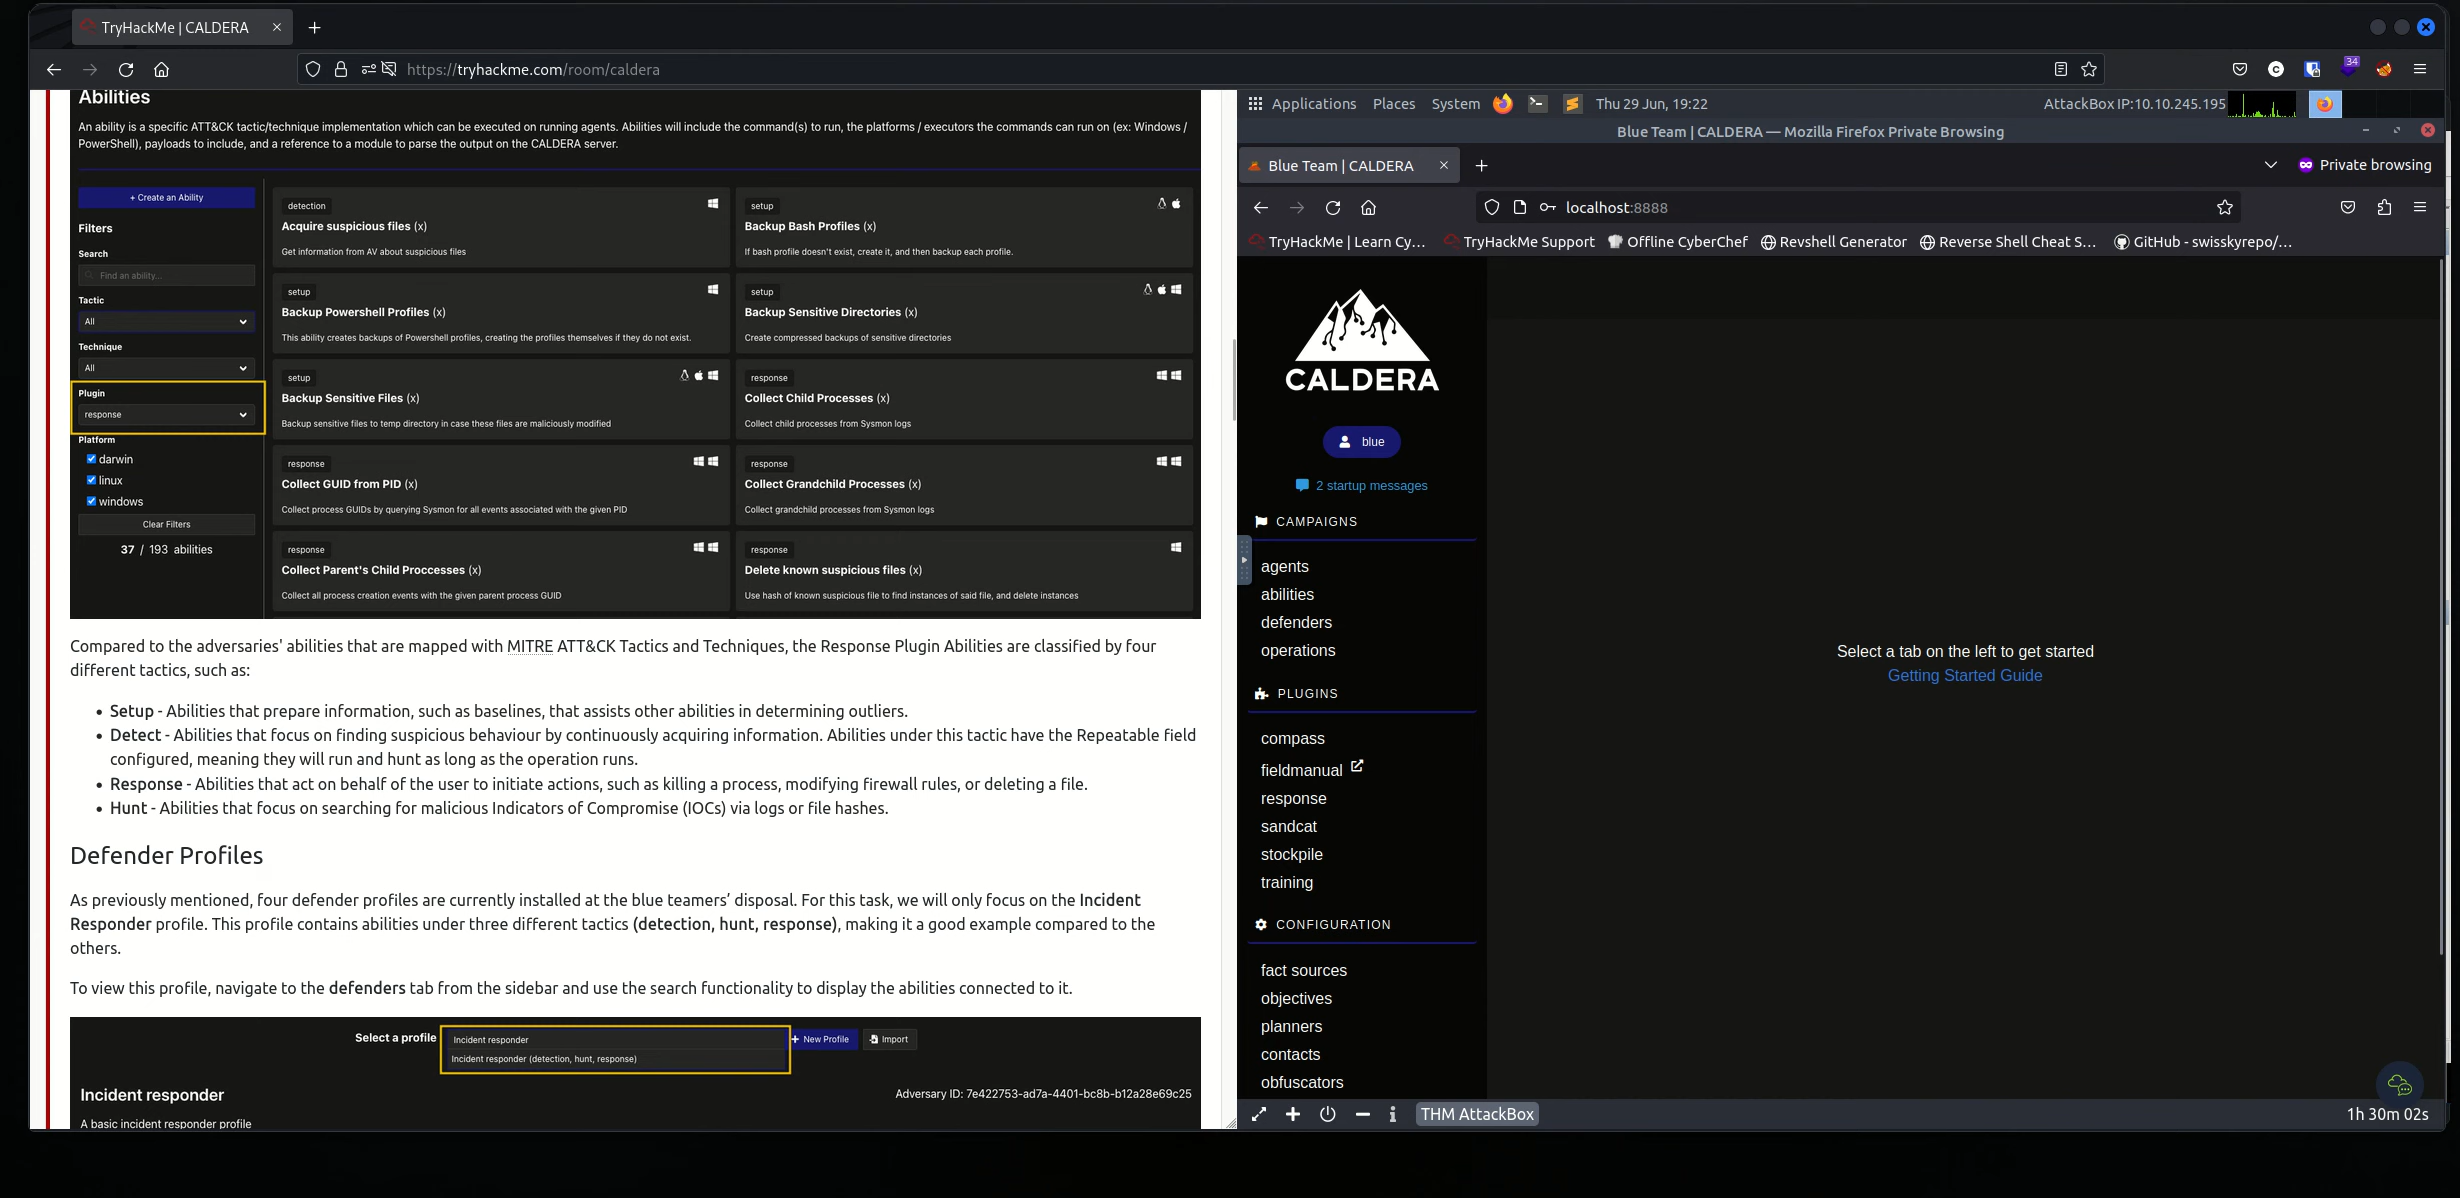 TryHackMe | CALDERA
https://tryhackme.com/room/caldera
34
Abilities
An ability is a specific ATT&CK tactic/technique implementation which can be executed on running agents. Abilities will include the command(s) to run, the platforms / executors the commands can run on (ex: Windows /
PowerShell), payloads to include, and a reference to a module to parse the output on the CALDERA server.
+ Create an Ability
Filters
Search
Find an ability...
Tactic
All
Technique
All
Plugin
response
Platform
darwin
linux
windows
Clear Filters
37 / 193 abilities
detection
Acquire suspicious files (x)
Get information from AV about suspicious files
setup
Backup Bash Profiles (x)
If bash profile doesn't exist, create it, and then backup each profile.
setup
Backup Powershell Profiles (x)
This ability creates backups of Powershell profiles, creating the profiles themselves if they do not exist.
setup
Backup Sensitive Directories (x)
Create compressed backups of sensitive directories
setup
Backup Sensitive Files (x)
Backup sensitive files to temp directory in case these files are maliciously modified
response
Collect Child Processes (x)
Collect child processes from Sysmon logs
response
Collect GUID from PID (x)
Collect process GUIDs by querying Sysmon for all events associated with the given PID
response
Collect Grandchild Processes (x)
Collect grandchild processes from Sysmon logs
response
Collect Parent's Child Proccesses (x)
Collect all process creation events with the given parent process GUID
response
Delete known suspicious files (x)
Use hash of known suspicious file to find instances of said file, and delete instances
Compared to the adversaries' abilities that are mapped with MITRE ATT&CK Tactics and Techniques, the Response Plugin Abilities are classified by four
different tactics, such as:
• Setup - Abilities that prepare information, such as baselines, that assists other abilities in determining outliers.
• Detect - Abilities that focus on finding suspicious behaviour by continuously acquiring information. Abilities under this tactic have the Repeatable field
configured, meaning they will run and hunt as long as the operation runs.
• Response - Abilities that act on behalf of the user to initiate actions, such as killing a process, modifying firewall rules, or deleting a file.
• Hunt - Abilities that focus on searching for malicious Indicators of Compromise (IOCs) via logs or file hashes.
Defender Profiles
As previously mentioned, four defender profiles are currently installed at the blue teamers’ disposal. For this task, we will only focus on the Incident
Responder profile. This profile contains abilities under three different tactics (detection, hunt, response), making it a good example compared to the
others.
To view this profile, navigate to the defenders tab from the sidebar and use the search functionality to display the abilities connected to it.
Select a profile
Incident responder
Incident responder (detection, hunt, response)
+ New Profile
Import
Incident responder
Adversary ID: 7e422753-ad7a-4401-bc8b-b12a28e69c25
A basic incident responder profile
Applications Places System
Thu 29 Jun, 19:22
AttackBox IP:10.10.245.195
Blue Team | CALDERA — Mozilla Firefox Private Browsing
Blue Team | CALDERA
Private browsing
localhost:8888
TryHackMe | Learn Cy...
TryHackMe Support
Offline CyberChef
Revshell Generator
Reverse Shell Cheat S...
GitHub - swisskyrepo/...
CALDERA
blue
2 startup messages
CAMPAIGNS
agents
abilities
defenders
operations
PLUGINS
compass
fieldmanual
response
sandcat
stockpile
training
CONFIGURATION
fact sources
objectives
planners
contacts
obfuscators
Select a tab on the left to get started
Getting Started Guide
THM AttackBox
1h 30m 02s